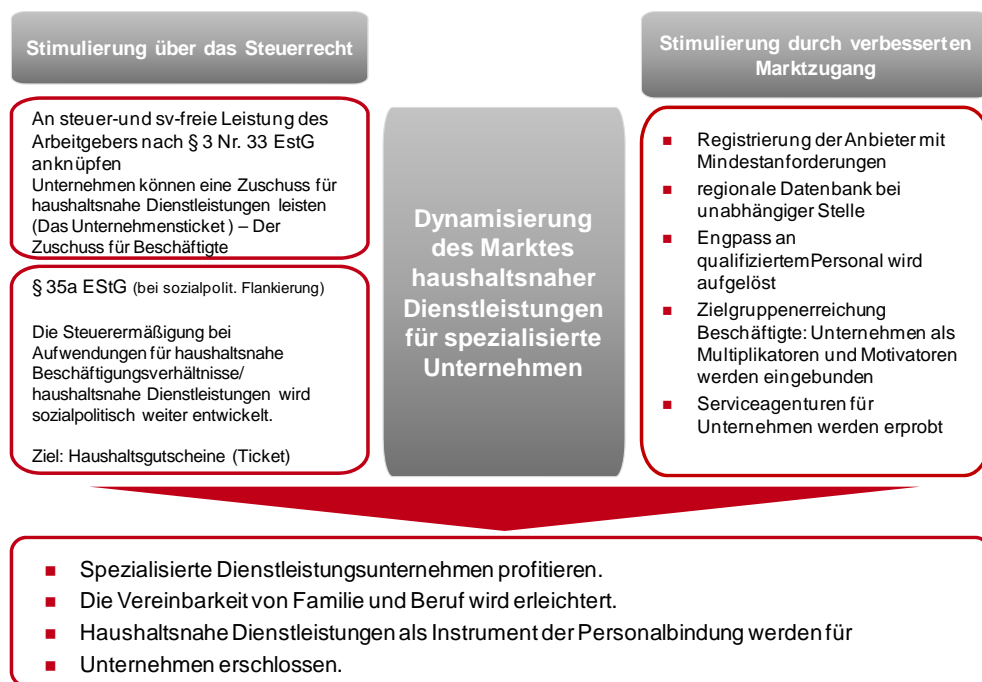 Stimulierung über das Steuerrecht
An steuer-und sv-freie Leistung des
Arbeitgebers nach § 3 Nr. 33 EstG
anknüpfen
Unternehmen können eine Zuschuss für
haushaltsnahe Dienstleistungen leisten
(Das Unternehmensticket ) – Der
Zuschuss für Beschäftigte
§ 35a EStG (bei sozialpolit. Flankierung)
Die Steuerermäßigung bei
Aufwendungen für haushaltsnahe
Beschäftigungsverhältnisse/
haushaltsnahe Dienstleistungen wird
sozialpolitisch weiter entwickelt.
Ziel: Haushaltsgutscheine (Ticket)
Dynamisierung
des Marktes
haushaltsnaher
Dienstleistungen
für spezialisierte
Unternehmen
Stimulierung durch verbesserten
Marktzugang
■ Registrierung der Anbieter mit
Mindestanforderungen
■ regionale Datenbank bei
unabhängiger Stelle
■ Engpass an
qualifiziertem Personal wird
aufgelöst
■ Zielgruppenerreichung
Beschäftigte: Unternehmen als
Multiplikatoren und Motivatoren
werden eingebunden
■ Serviceagenturen für
Unternehmen werden erprobt
■ Spezialisierte Dienstleistungsunternehmen profitieren.
■ Die Vereinbarkeit von Familie und Beruf wird erleichtert.
■ Haushaltsnahe Dienstleistungen als Instrument der Personalbindung werden für
■ Unternehmen erschlossen.